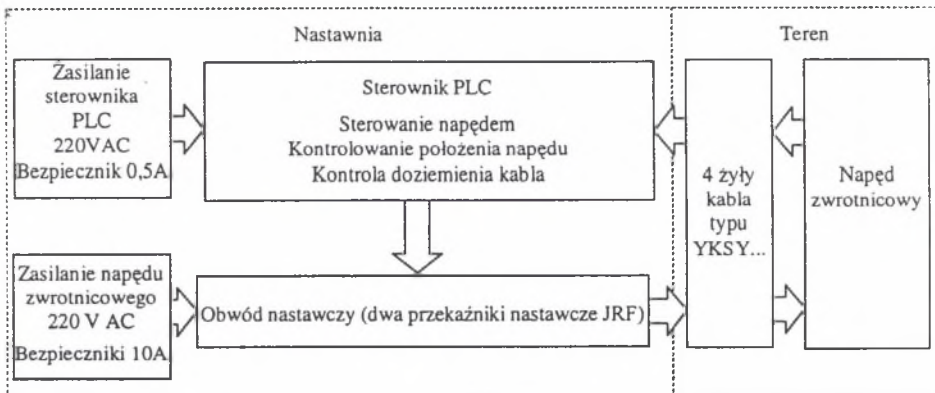 Nastawnia
Teren
Zasilanie
sterownika
PLC
220VAC
Bezpiecznik 0,5A
Sterownik PLC
Sterowanie napędem
Kontrolowanie położenia napędu
Kontrola doziemienia kabla
4 żyły
kabla
typu
YKSY...
Napęd
zwrotnicowy
Zasilanie napędu
zwrotnicowego
220 V AC
Bezpieczniki 10A
Obwód nastawczy (dwa przekaźniki nastawcze JRF)